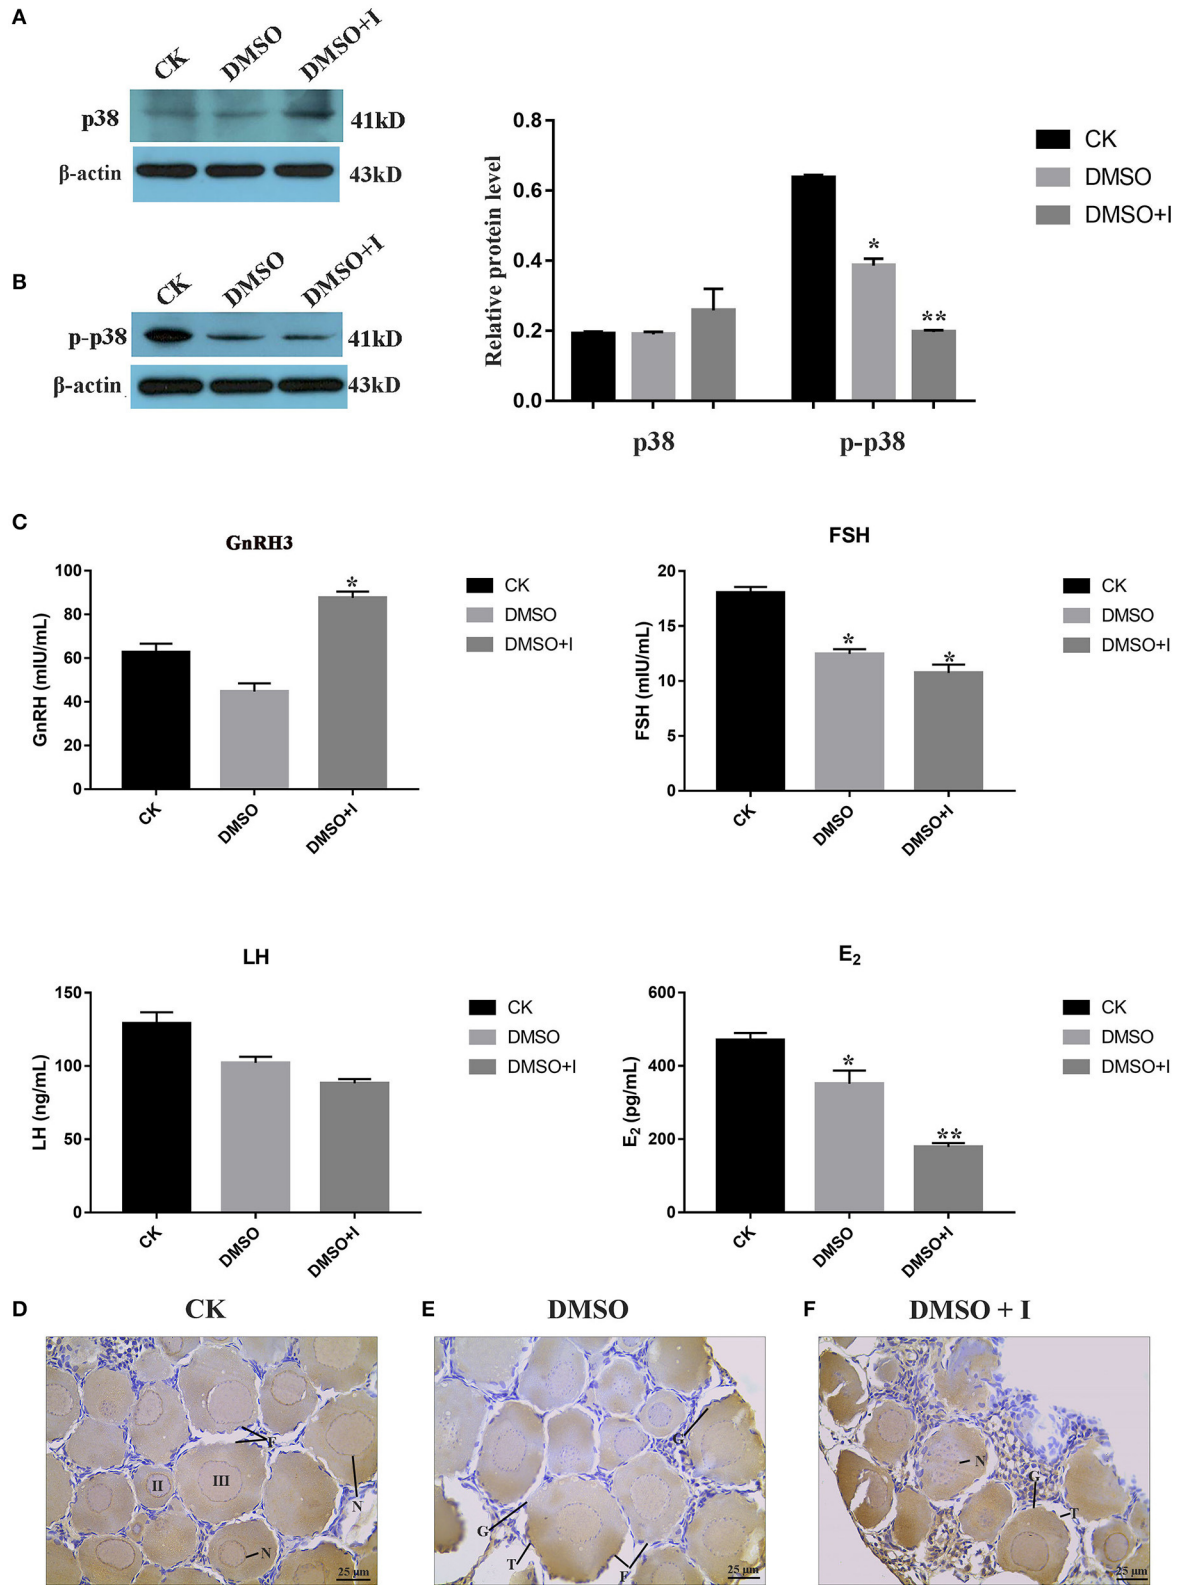 A
CK DMSO DMSO+I
p38 41kD
β-actin 43kD
B
CK DMSO DMSO+I
p-p38 41kD
β-actin 43kD
Relative protein level
0.8
0.6
0.4
0.2
0.0
* **
p38 p-p38
CK
DMSO
DMSO+I
C
GnRH3
GnRH (mIU/mL)
100
80
60
40
20
0
*
CK DMSO DMSO+I
CK
DMSO
DMSO+I
FSH
FSH (mIU/mL)
20
15
10
5
0
* *
CK DMSO DMSO+I
CK
DMSO
DMSO+I
LH
LH (ng/mL)
150
100
50
0
CK DMSO DMSO+I
CK
DMSO
DMSO+I
E₂
E₂ (pg/mL)
600
400
200
0
* **
CK DMSO DMSO+I
CK
DMSO
DMSO+I
D CK
F
II III
N
N
25 μm
E DMSO
G
G
T F
25 μm
F DMSO + I
N G
T
25 μm